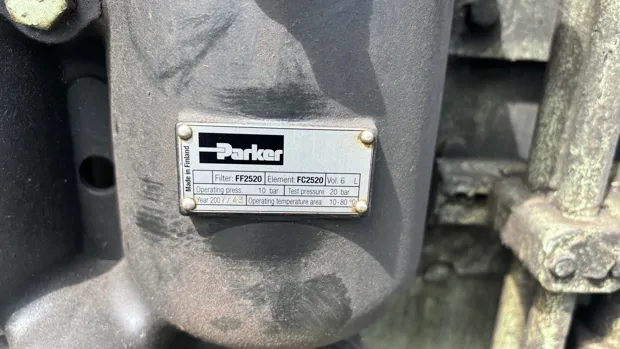 Made in Finland
Parker
Filter: FF2520 Element: FC2520 Vol. 6 L
Operating press. 10 bar Test pressure 20 bar
Year 2007 Operating temperature area 10-80 °C